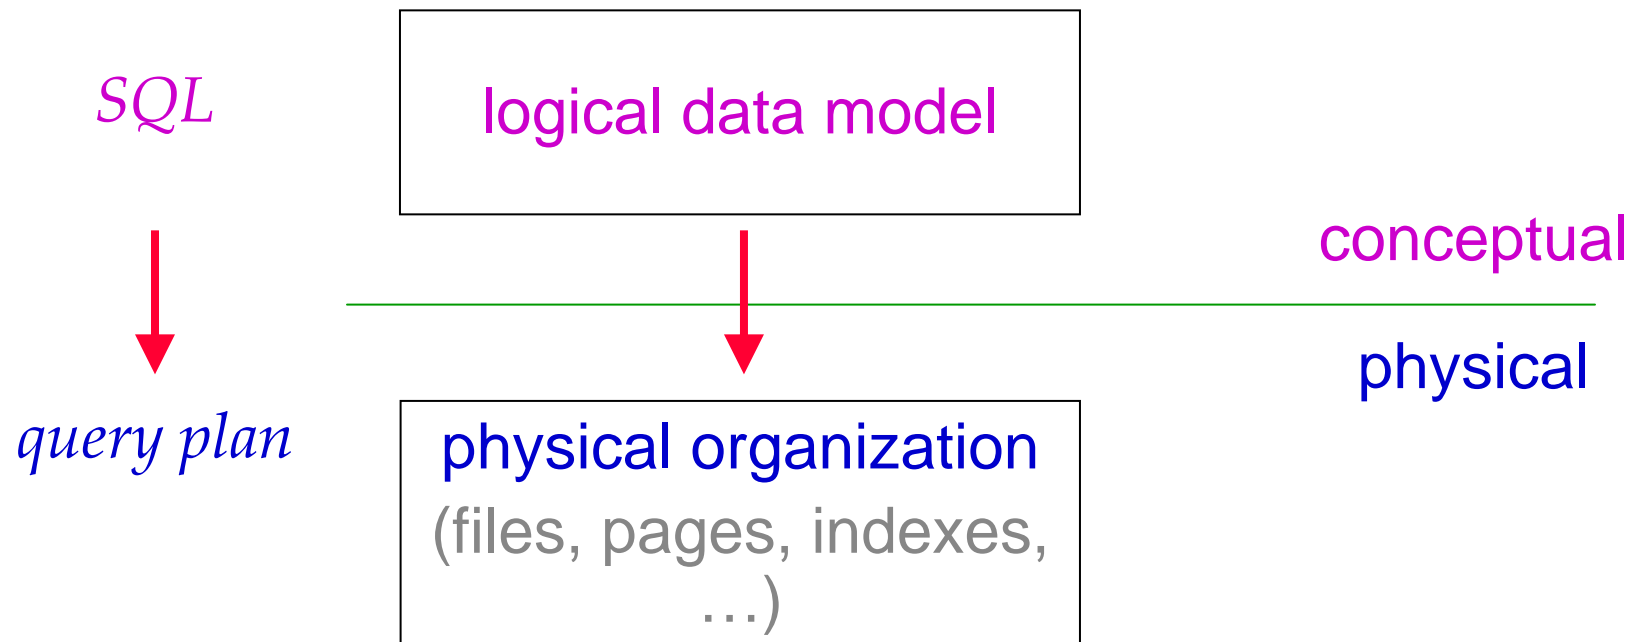 SQL
logical data model
conceptual
physical
query plan
physical organization
(files, pages, indexes,
…)